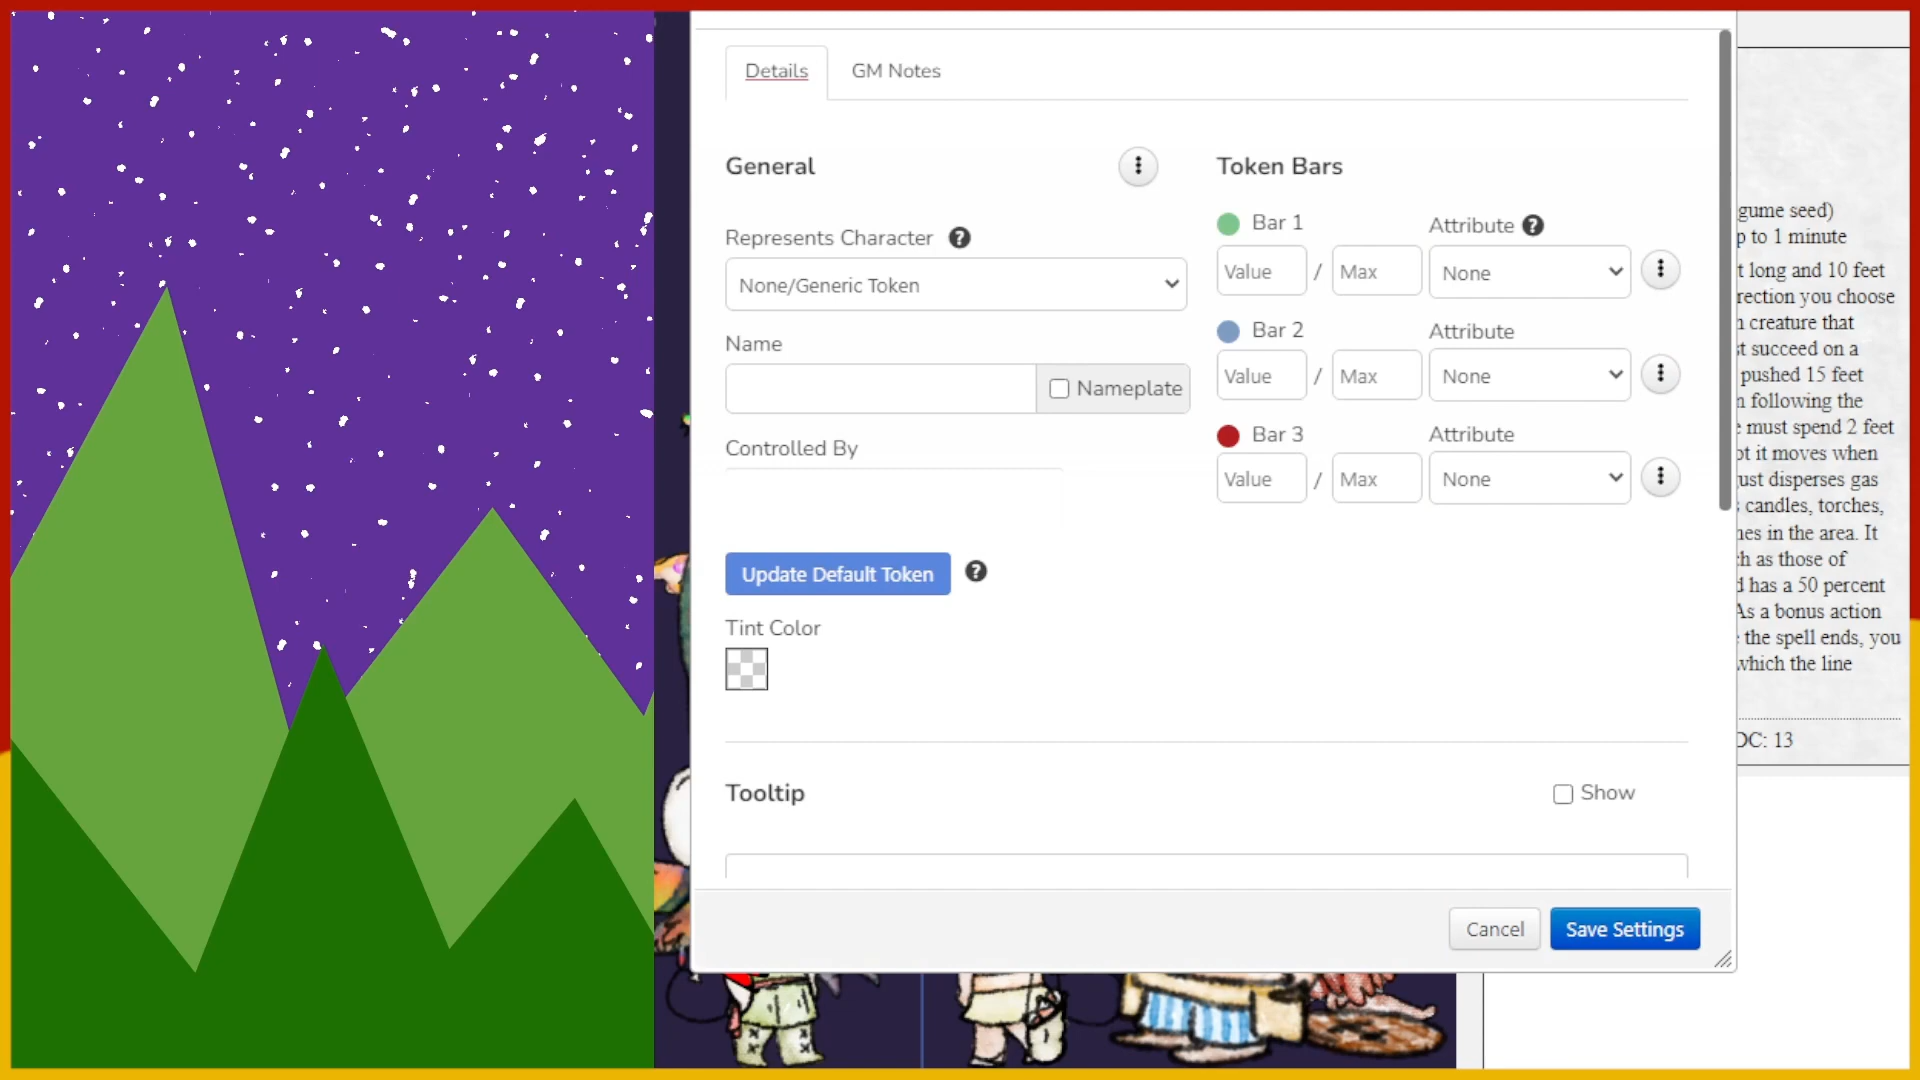 Details
GM Notes
General
Token Bars
Represents Character
None/Generic Token
Name
Nameplate
Controlled By
Update Default Token
Tint Color
Bar 1
Attribute
Value / Max
None
Bar 2
Attribute
Value / Max
None
Bar 3
Attribute
Value / Max
None
Tooltip
Show
Cancel
Save Settings
gume seed)
p to 1 minute
t long and 10 feet
rection you choose
creature that
st succeed on a
pushed 15 feet
following the
must spend 2 feet
ot it moves when
ust disperses gas
candles, torches,
nes in the area. It
ch as those of
d has a 50 percent
As a bonus action
the spell ends, you
which the line
DC: 13